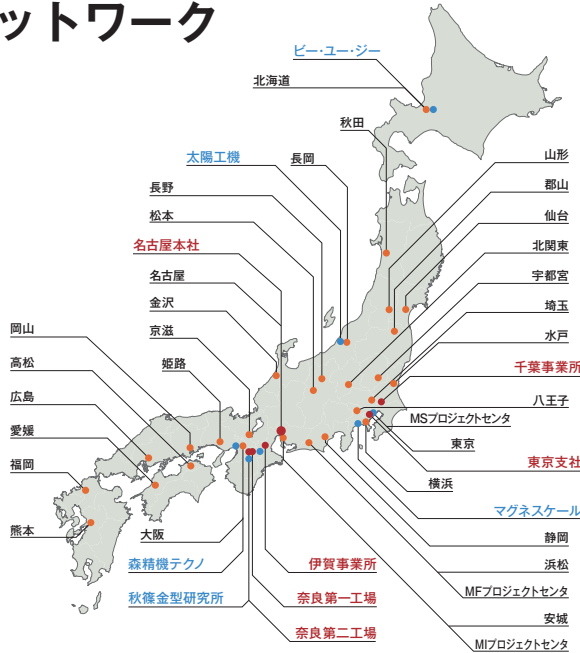 ットワーク
ビー・ユー・ジー
北海道
秋田
太陽工機
長岡
長野
松本
名古屋本社
名古屋
金沢
京滋
姫路
岡山
高松
広島
愛媛
福岡
熊本
大阪
森精機テクノ
秋篠金型研究所
伊賀事業所
奈良第一工場
奈良第二工場
山形
郡山
仙台
北関東
宇都宮
埼玉
水戸
千葉事業所
八王子
MSプロジェクトセンタ
東京
東京支社
横浜
マグネスケール
静岡
浜松
MFプロジェクトセンタ
安城
MIプロジェクトセンタ